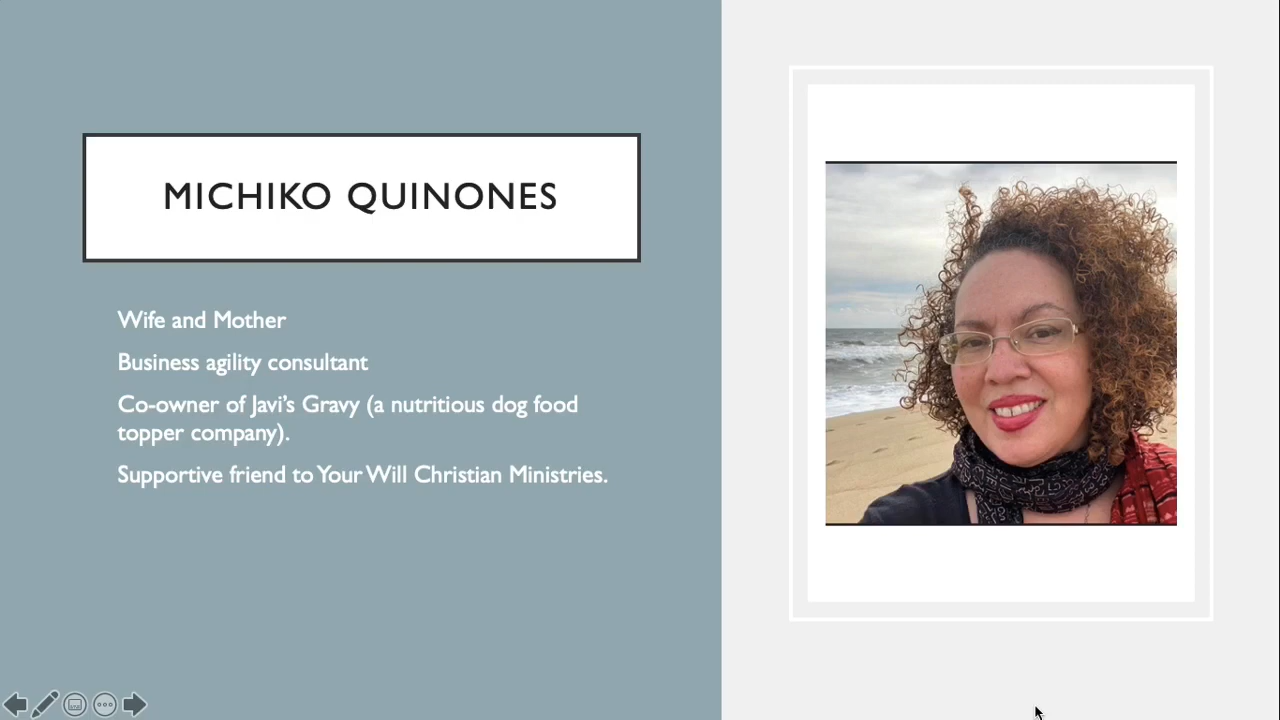 MICHIKO QUINONES
Wife and Mother
Business agility consultant
Co-owner of Javi's Gravy (a nutritious dog food
topper company).
Supportive friend to Your Will Christian Ministries.